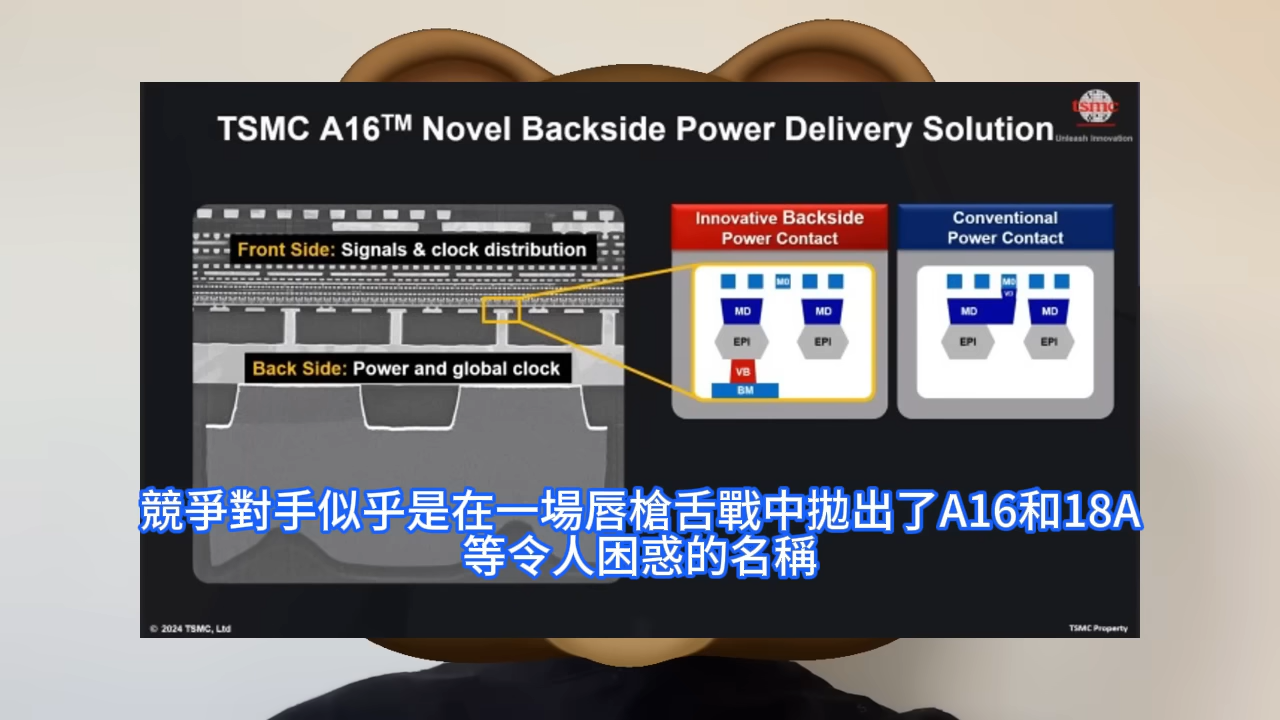 TSMC A16™ Novel Backside Power Delivery Solution
tsmc
Unleash Innovation
Front Side: Signals & clock distribution
Back Side: Power and global clock
Innovative Backside
Power Contact
M0
MD
MD
EPI
EPI
VB
BM
Conventional
Power Contact
M0
VD
MD
MD
EPI
EPI
競爭對手似乎是在一場唇槍舌戰中拋出了A16和18A
等令人困惑的名稱
© 2024 TSMC, Ltd
TSMC Property